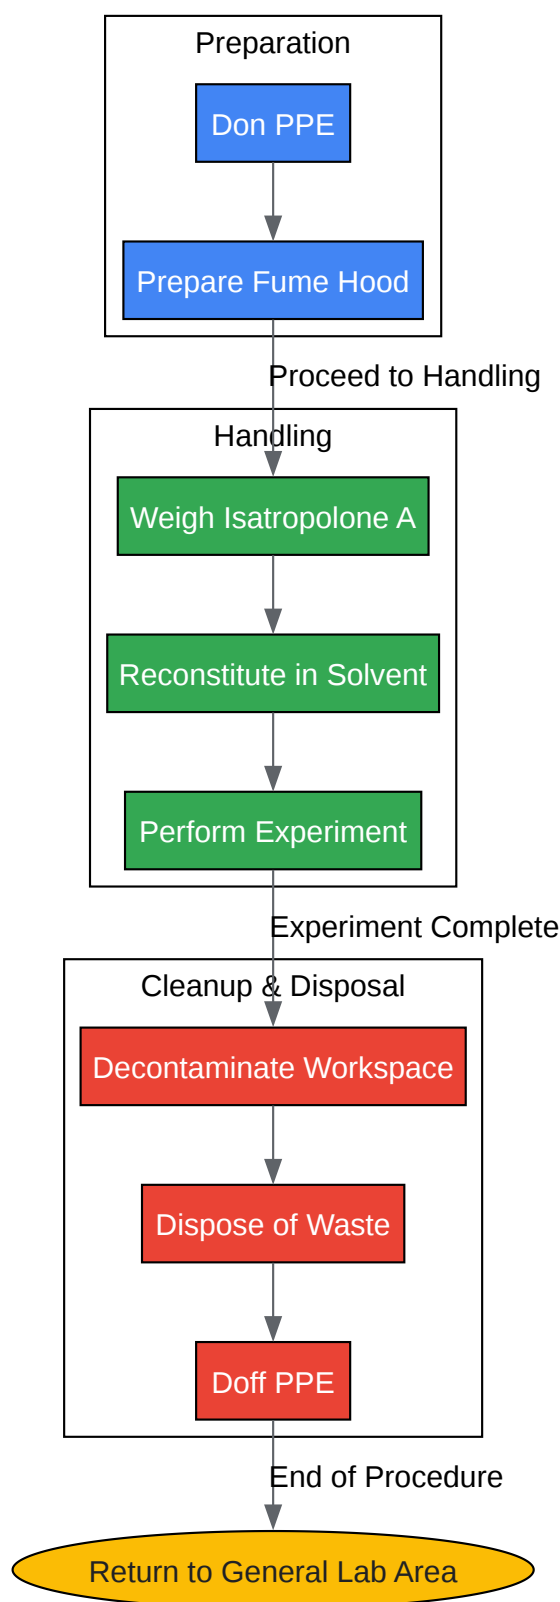 Preparation
Don PPE
Prepare Fume Hood
Proceed to Handling
Handling
Weigh Isatropolone A
Reconstitute in Solvent
Perform Experiment
Experiment Complete
Cleanup & Disposal
Decontaminate Workspace
Dispose of Waste
Doff PPE
End of Procedure
Return to General Lab Area